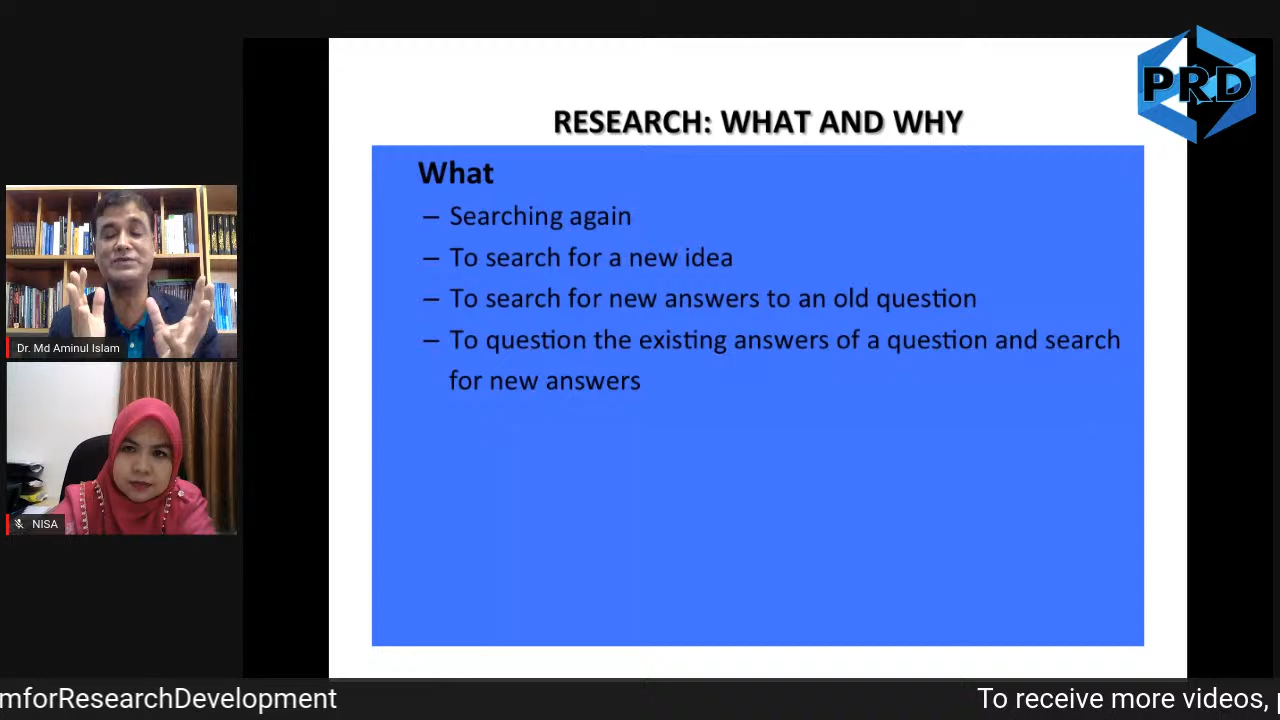 PRD
RESEARCH: WHAT AND WHY
What
– Searching again
– To search for a new idea
– To search for new answers to an old question
– To question the existing answers of a question and search
for new answers
Dr. Md Aminul Islam
NISA
mforResearchDevelopment
To receive more videos,